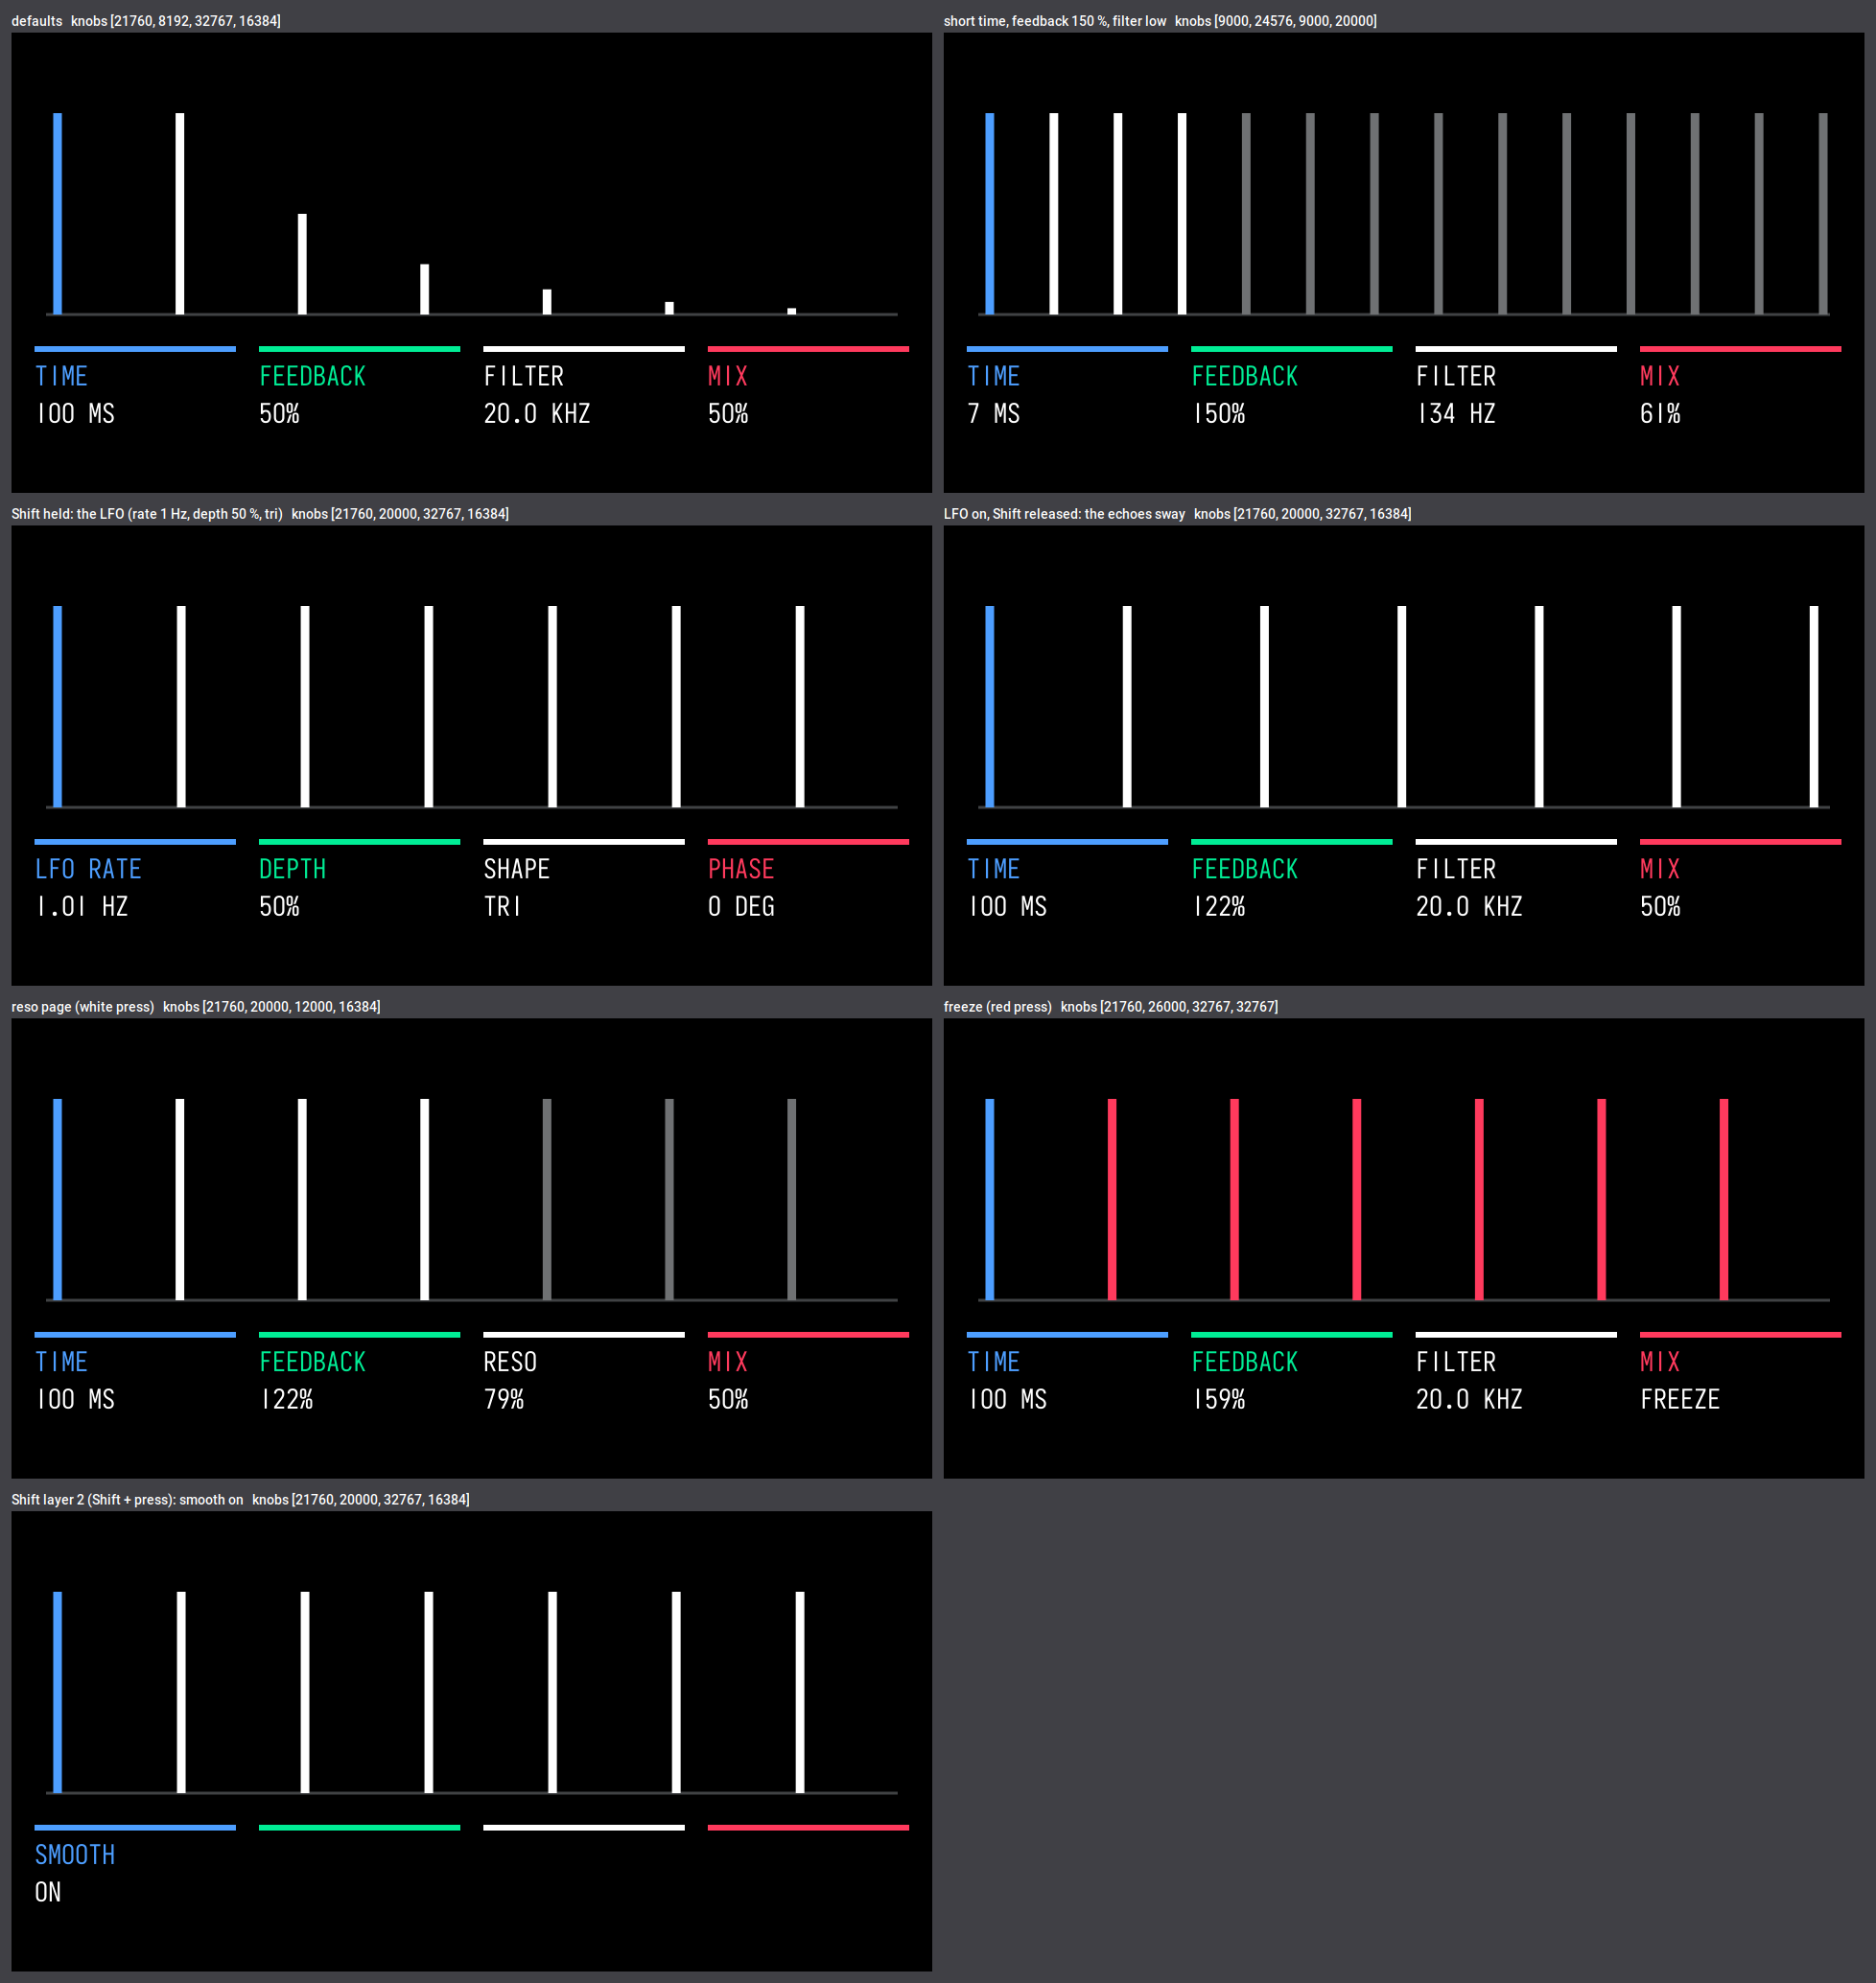 defaults knobs [21760, 8192, 32767, 16384]
TIME FEEDBACK FILTER MIX
100 MS 50% 20.0 KHZ 50%
short time, feedback 150 %, filter low knobs [9000, 24576, 9000, 20000]
TIME FEEDBACK FILTER MIX
7 MS 150% 134 HZ 61%
Shift held: the LFO (rate 1 Hz, depth 50 %, tri) knobs [21760, 20000, 32767, 16384]
LFO RATE DEPTH SHAPE PHASE
1.01 HZ 50% TRI 0 DEG
LFO on, Shift released: the echoes sway knobs [21760, 20000, 32767, 16384]
TIME FEEDBACK FILTER MIX
100 MS 122% 20.0 KHZ 50%
reso page (white press) knobs [21760, 20000, 12000, 16384]
TIME FEEDBACK RESO MIX
100 MS 122% 79% 50%
freeze (red press) knobs [21760, 26000, 32767, 32767]
TIME FEEDBACK FILTER MIX
100 MS 159% 20.0 KHZ FREEZE
Shift layer 2 (Shift + press): smooth on knobs [21760, 20000, 32767, 16384]
SMOOTH
ON